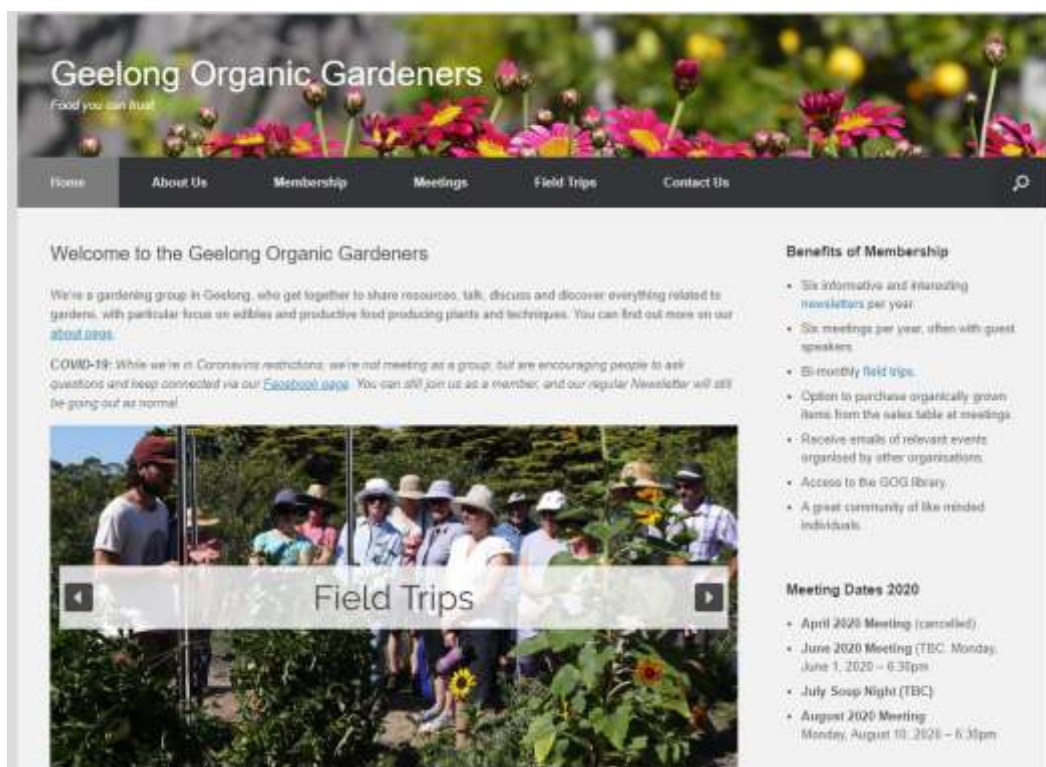 Geelong Organic Gardeners
Food you can trust
Home About Us Membership Meetings Field Trips Contact Us
Welcome to the Geelong Organic Gardeners
We're a gardening group in Geelong, who get together to share resources, talk, discuss and discover everything related to
gardens, with particular focus on edibles and productive food producing plants and techniques. You can find out more on our
about page.
COVID-19: While we're in Coronavirus restrictions, we're not meeting as a group, but are encouraging people to ask
questions and keep connected via our Facebook page. You can still join us as a member, and our regular Newsletter will still
be going out as normal.
Field Trips
Benefits of Membership
• Six informative and interesting
newsletters per year.
• Six meetings per year, often with guest
speakers.
• Bi-monthly field trips.
• Option to purchase organically grown
items from the sales table at meetings.
• Receive emails of relevant events
organised by other organisations.
• Access to the GOG library.
• A great community of like minded
individuals.
Meeting Dates 2020
• April 2020 Meeting (cancelled)
• June 2020 Meeting (TBC: Monday,
June 1, 2020 – 6:30pm
• July Soup Night (TBC)
• August 2020 Meeting:
Monday, August 10, 2020 – 6:30pm